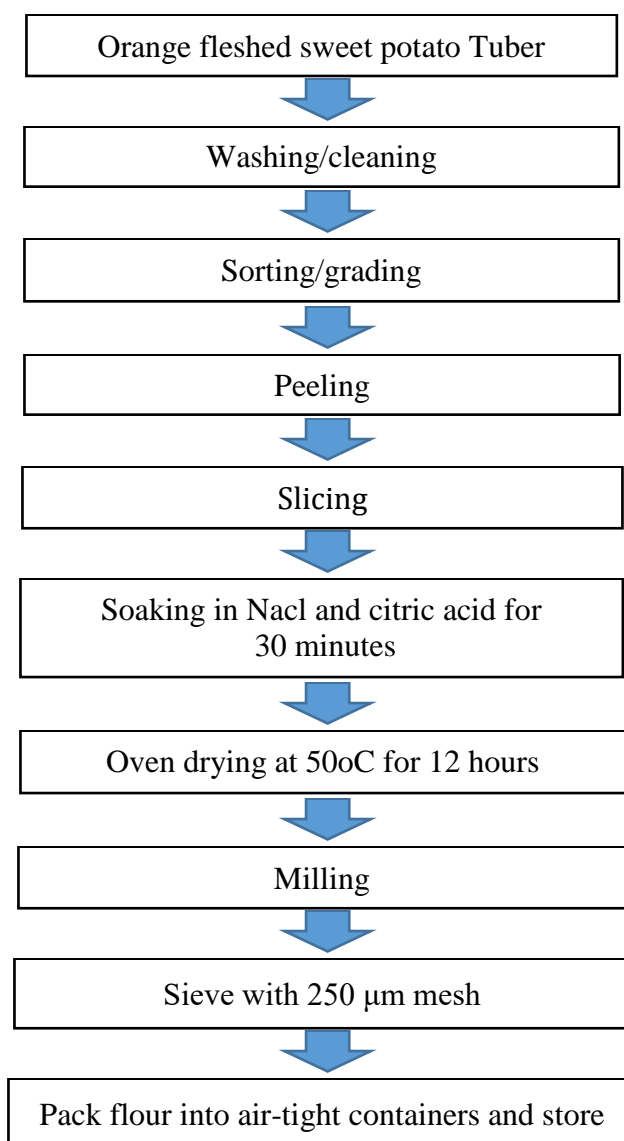 Orange fleshed sweet potato Tuber
Washing/cleaning
Sorting/grading
Peeling
Slicing
Soaking in Nacl and citric acid for
30 minutes
Oven drying at 50oC for 12 hours
Milling
Sieve with 250 μm mesh
Pack flour into air-tight containers and store